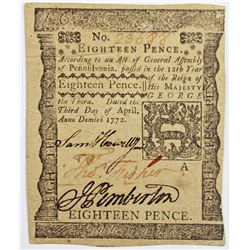 No.
EIGHTEEN PENCE.
According to an Act of General Assembly
of Pennsylvania, passed in the 12th Year
of the Reign of
Eighteen Pence. His MAJESTY
GEORGE
the Third. Dated the
Third Day of April,
Anno Domini 1772.
A
Fisher
J Pemberton
EIGHTEEN PENCE.